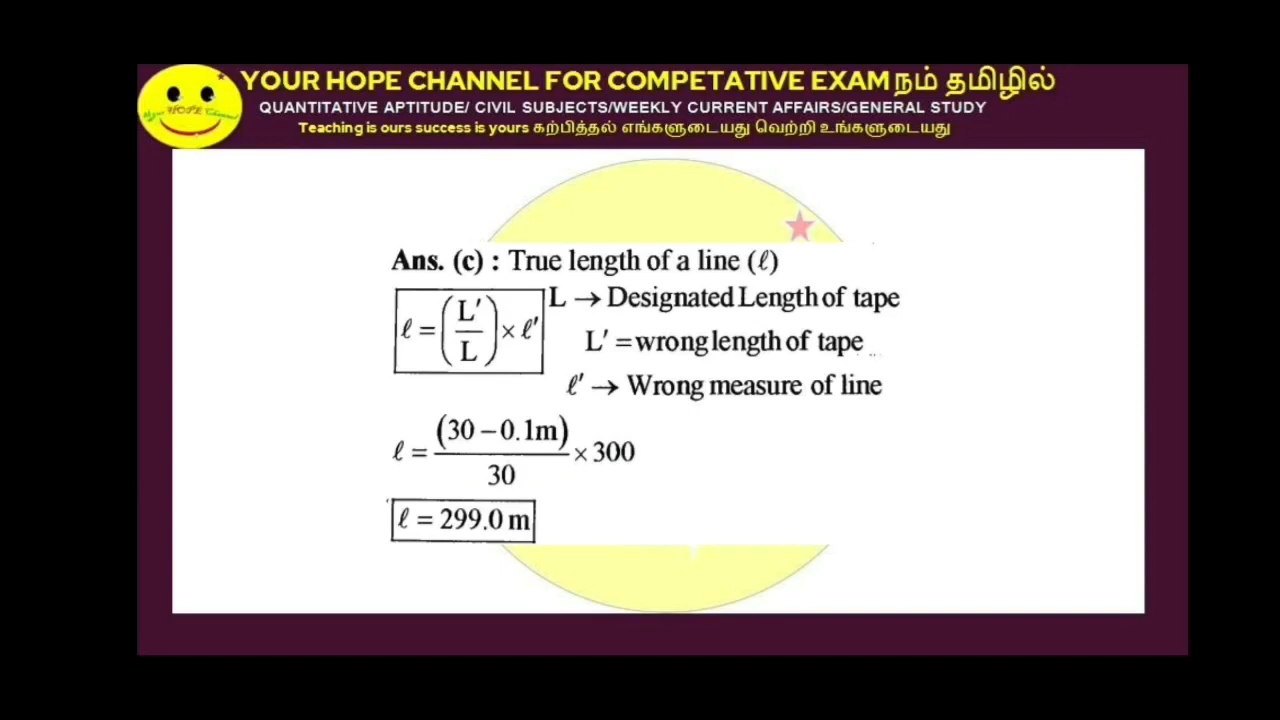 YOUR HOPE CHANNEL FOR COMPETATIVE EXAM நம் தமிழில்
QUANTITATIVE APTITUDE/ CIVIL SUBJECTS/WEEKLY CURRENT AFFAIRS/GENERAL STUDY
Teaching is ours success is yours கற்பித்தல் எங்களுடையது வெற்றி உங்களுடையது
HOPE Channel
Ans. (c) : True length of a line (ℓ)
ℓ = (L′/L) × ℓ′
L → Designated Length of tape
L′ = wrong length of tape
ℓ′ → Wrong measure of line
ℓ = (30 – 0.1m)/30 × 300
ℓ = 299.0 m